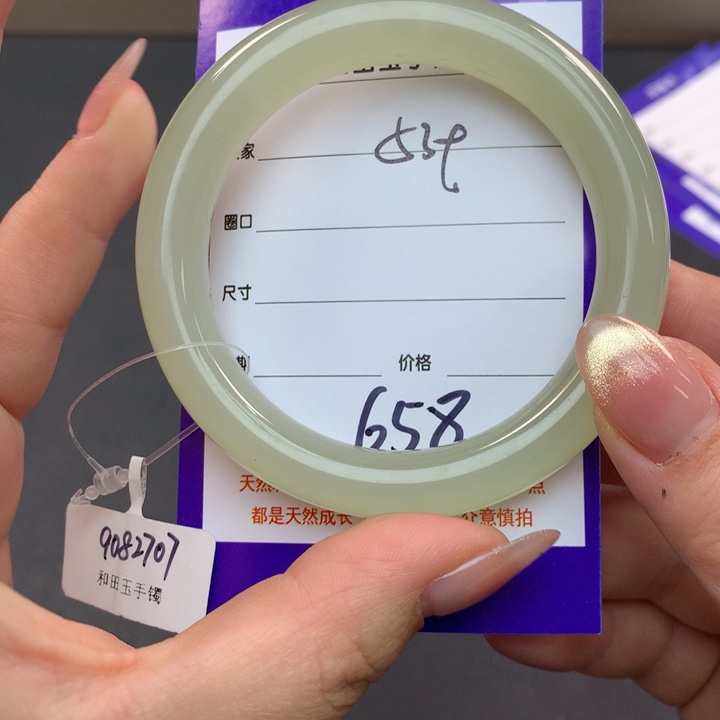 家 539
圈口
尺寸
价格
658
天然
点
都是天然成长 介意慎拍
9082707
和田玉手镯